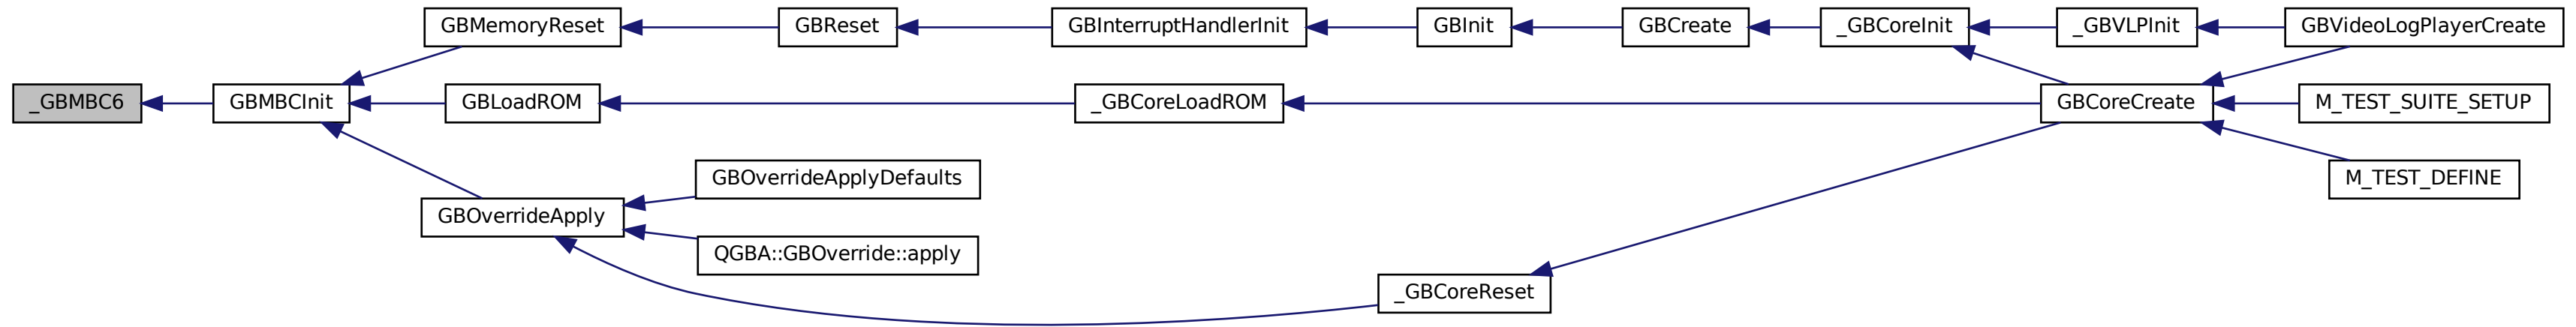 GBMemoryReset
GBReset
GBInterruptHandlerInit
GBInit
GBCreate
_GBCoreInit
_GBVLPInit
GBVideoLogPlayerCreate
_GBMBC6
GBMBCInit
GBLoadROM
_GBCoreLoadROM
GBCoreCreate
M_TEST_SUITE_SETUP
GBOverrideApplyDefaults
M_TEST_DEFINE
GBOverrideApply
QGBA::GBOverride::apply
_GBCoreReset